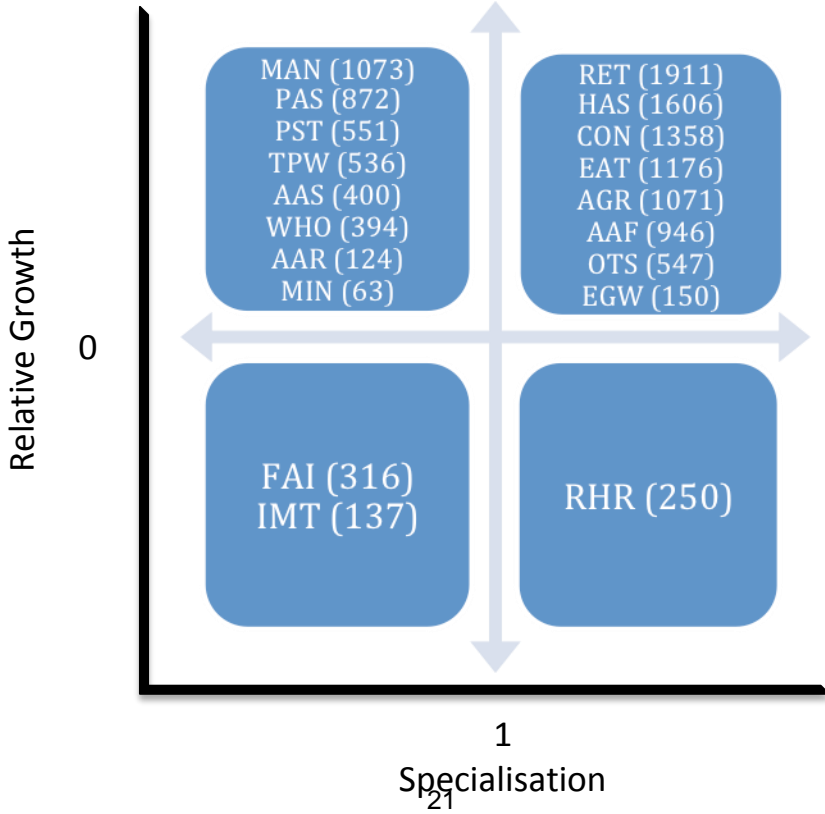 MAN (1073)
PAS (872)
PST (551)
TPW (536)
AAS (400)
WHO (394)
AAR (124)
MIN (63)
RET (1911)
HAS (1606)
CON (1358)
EAT (1176)
AGR (1071)
AAF (946)
OTS (547)
EGW (150)
Relative Growth
0
FAI (316)
IMT (137)
RHR (250)
1
Specialisation
21